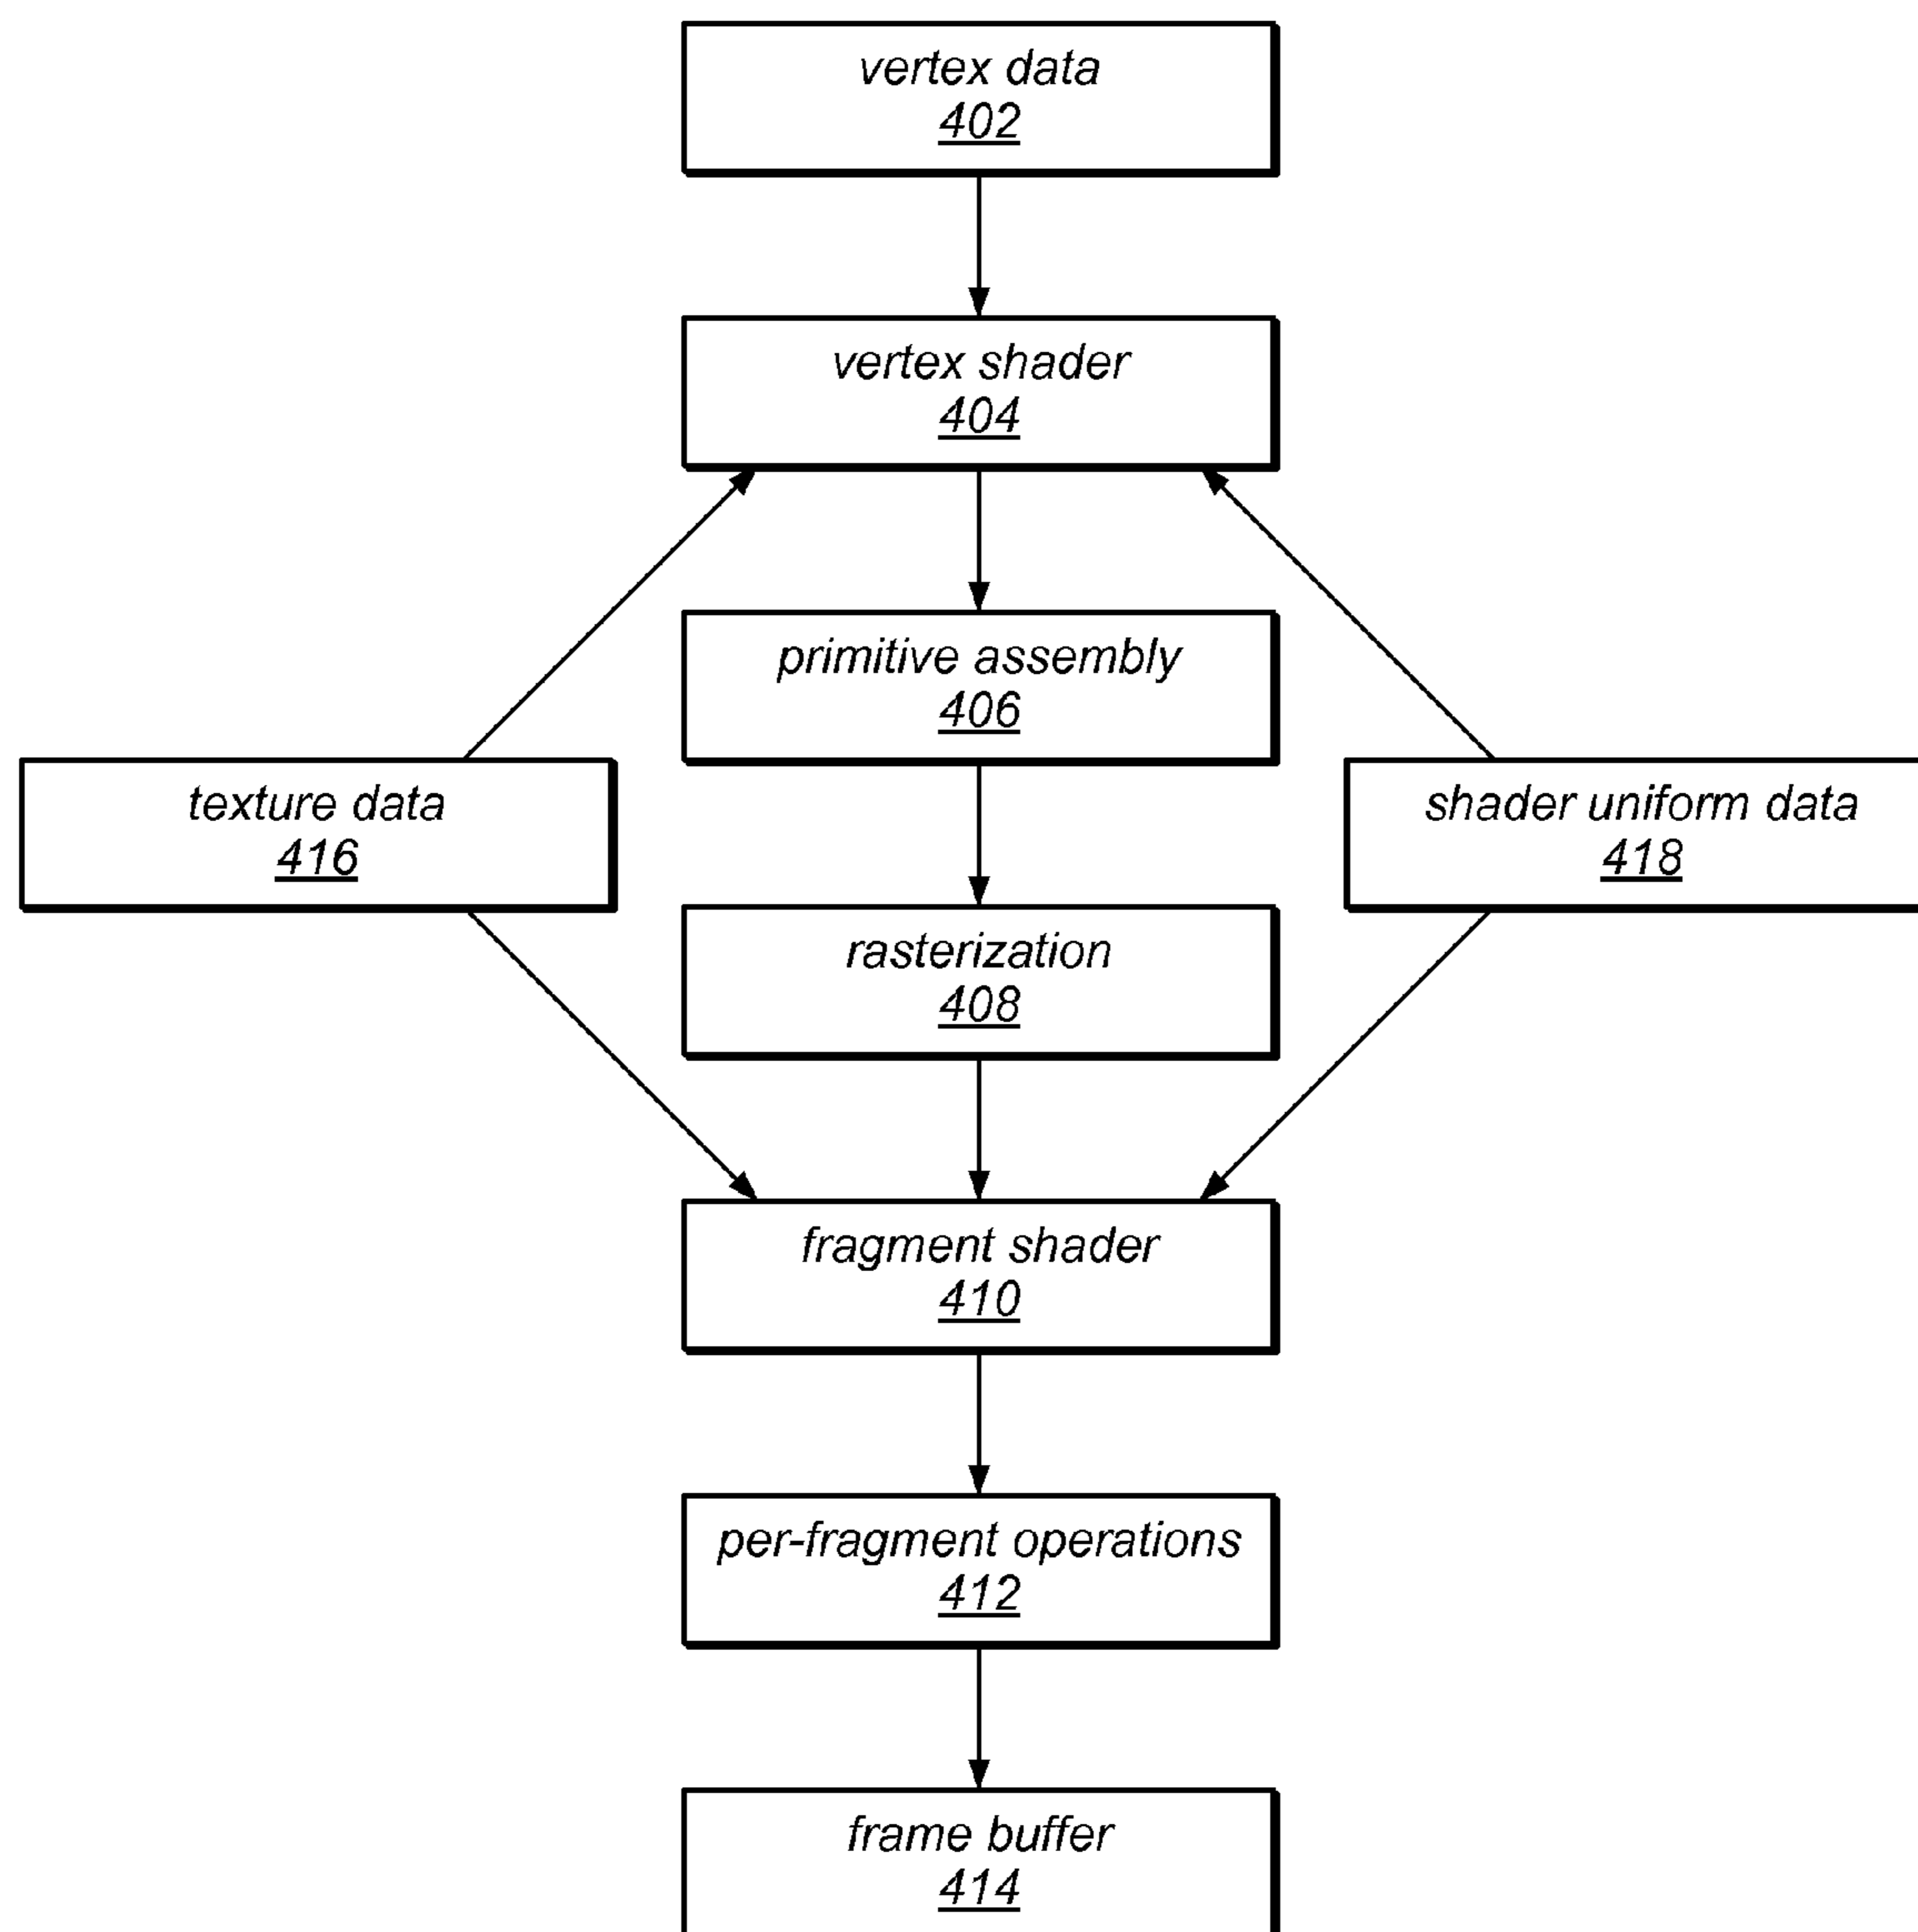 vertex data
402
vertex shader
404
primitive assembly
406
texture data
416
shader uniform data
418
rasterization
408
fragment shader
410
per-fragment operations
412
frame buffer
414